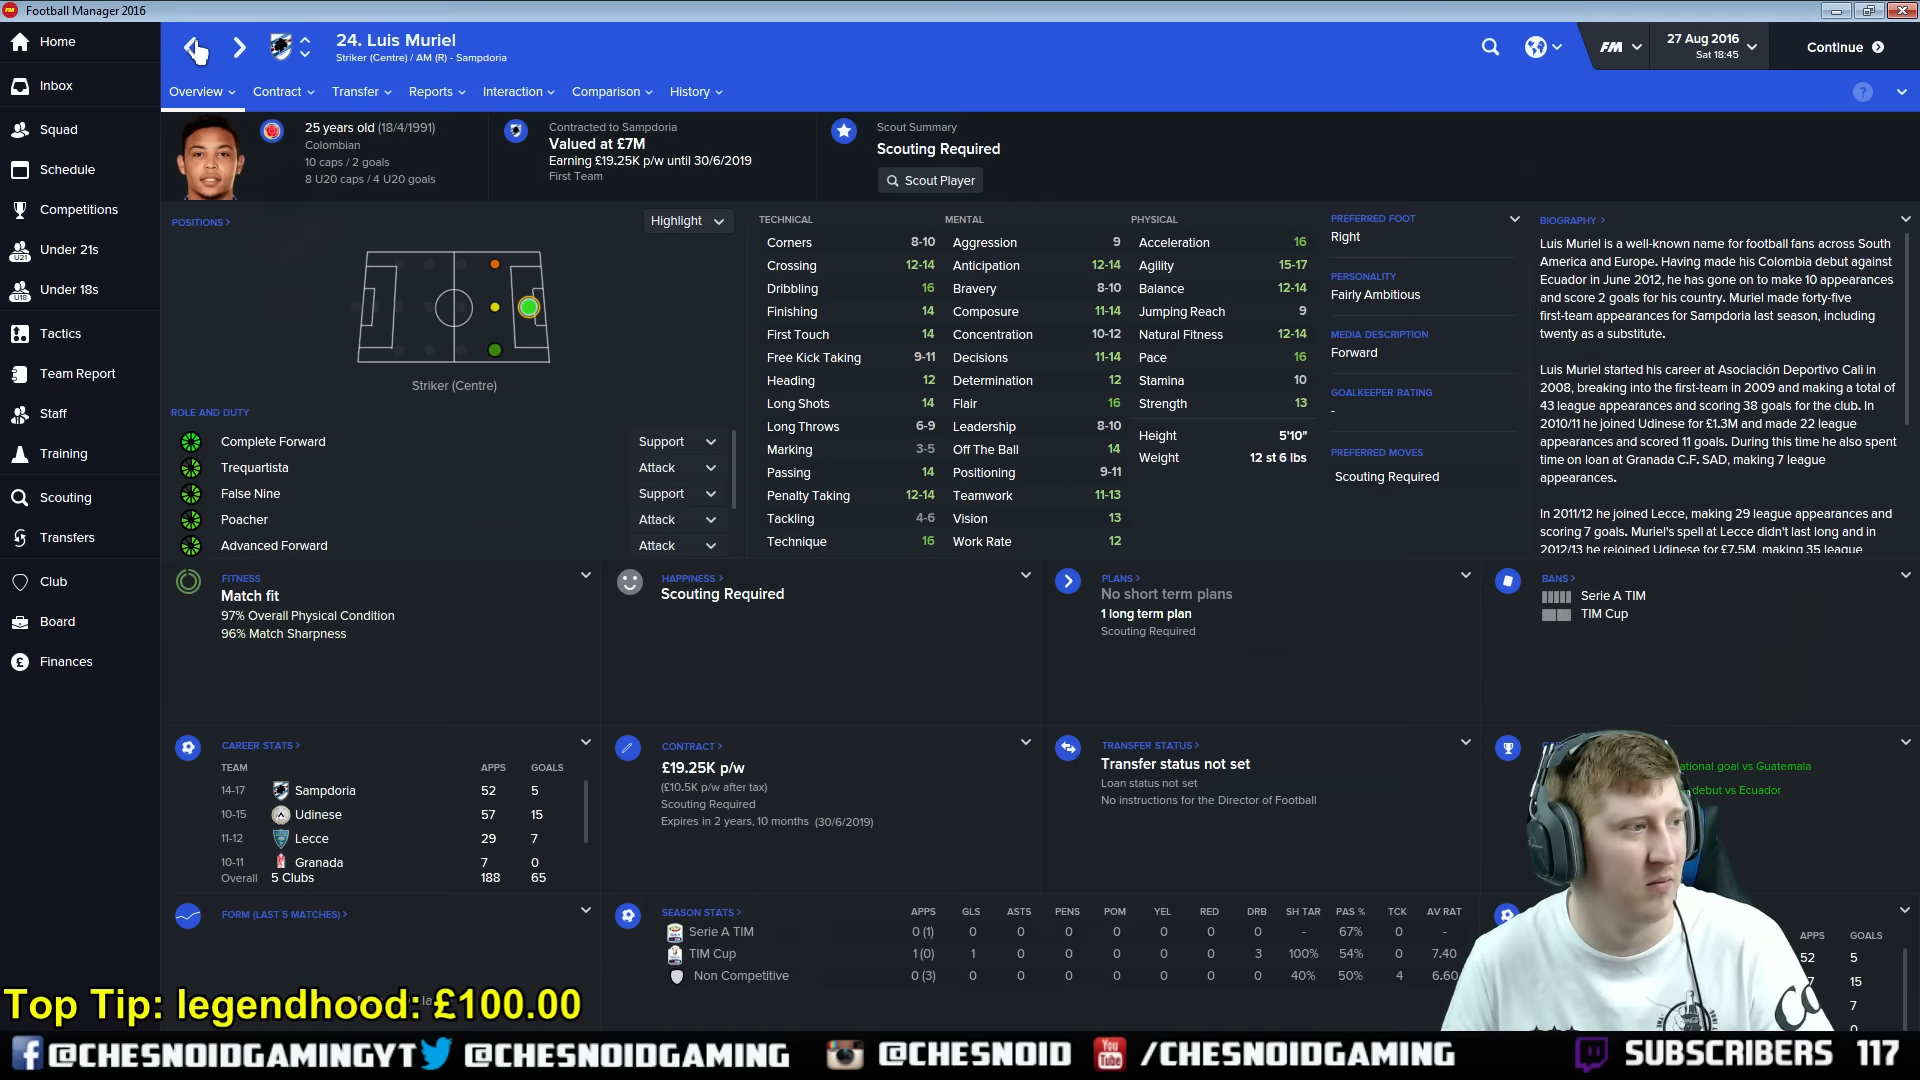 Football Manager 2016
Home
Inbox
Squad
Schedule
Competitions
Under 21s
Under 18s
Tactics
Team Report
Staff
Training
Scouting
Transfers
Club
Board
Finances
24. Luis Muriel
Striker (Centre) / AM (R) - Sampdoria
FM
27 Aug 2016
Sat 18:45
Continue
Overview Contract Transfer Reports Interaction Comparison History
25 years old (18/4/1991)
Colombian
10 caps / 2 goals
8 U20 caps / 4 U20 goals
Contracted to Sampdoria
Valued at £7M
Earning £19.25K p/w until 30/6/2019
First Team
Scout Summary
Scouting Required
Scout Player
POSITIONS >
Highlight
Striker (Centre)
ROLE AND DUTY
Complete Forward Support
Trequartista Attack
False Nine Support
Poacher Attack
Advanced Forward Attack
TECHNICAL MENTAL PHYSICAL
Corners 8-10 Aggression 9 Acceleration 16
Crossing 12-14 Anticipation 12-14 Agility 15-17
Dribbling 16 Bravery 8-10 Balance 12-14
Finishing 14 Composure 11-14 Jumping Reach 9
First Touch 14 Concentration 10-12 Natural Fitness 12-14
Free Kick Taking 9-11 Decisions 11-14 Pace 16
Heading 12 Determination 12 Stamina 10
Long Shots 14 Flair 16 Strength 13
Long Throws 6-9 Leadership 8-10 Height 5'10"
Marking 3-5 Off The Ball 14 Weight 12 st 6 lbs
Passing 14 Positioning 9-11
Penalty Taking 12-14 Teamwork 11-13
Tackling 4-6 Vision 13
Technique 16 Work Rate 12
PREFERRED FOOT
Right
PERSONALITY
Fairly Ambitious
MEDIA DESCRIPTION
Forward
GOALKEEPER RATING
-
PREFERRED MOVES
Scouting Required
BIOGRAPHY >
Luis Muriel is a well-known name for football fans across South
America and Europe. Having made his Colombia debut against
Ecuador in June 2012, he has gone on to make 10 appearances
and score 2 goals for his country. Muriel made forty-five
first-team appearances for Sampdoria last season, including
twenty as a substitute.
Luis Muriel started his career at Asociación Deportivo Cali in
2008, breaking into the first-team in 2009 and making a total of
43 league appearances and scoring 38 goals for the club. In
2010/11 he joined Udinese for £1.3M and made 22 league
appearances and scored 11 goals. During this time he also spent
time on loan at Granada C.F. SAD, making 7 league
appearances.
In 2011/12 he joined Lecce, making 29 league appearances and
scoring 7 goals. Muriel's spell at Lecce didn't last long and in
2012/13 he rejoined Udinese for £7.5M, making 35 league
FITNESS
Match fit
97% Overall Physical Condition
96% Match Sharpness
HAPPINESS >
Scouting Required
PLANS >
No short term plans
1 long term plan
Scouting Required
BANS >
Serie A TIM
TIM Cup
CAREER STATS >
TEAM APPS GOALS
14-17 Sampdoria 52 5
10-15 Udinese 57 15
11-12 Lecce 29 7
10-11 Granada 7 0
Overall 5 Clubs 188 65
CONTRACT >
£19.25K p/w
(£10.5K p/w after tax)
Scouting Required
Expires in 2 years, 10 months (30/6/2019)
TRANSFER STATUS >
Transfer status not set
Loan status not set
No instructions for the Director of Football
ational goal vs Guatemala
debut vs Ecuador
FORM (LAST 5 MATCHES) >
SEASON STATS > APPS GLS ASTS PENS POM YEL RED DRB SH TAR PAS % TCK AV RAT
Serie A TIM 0 (1) 0 0 0 0 0 0 0 - 67% 0 -
TIM Cup 1 (0) 1 0 0 0 0 0 3 100% 54% 0 7.40
Non Competitive 0 (3) 0 0 0 0 0 0 0 40% 50% 4 6.60
APPS GOALS
52 5
7 15
7
0
Top Tip: legendhood: £100.00
@CHESNOIDGAMINGYT @CHESNOIDGAMING @CHESNOID You Tube /CHESNOIDGAMING SUBSCRIBERS 117